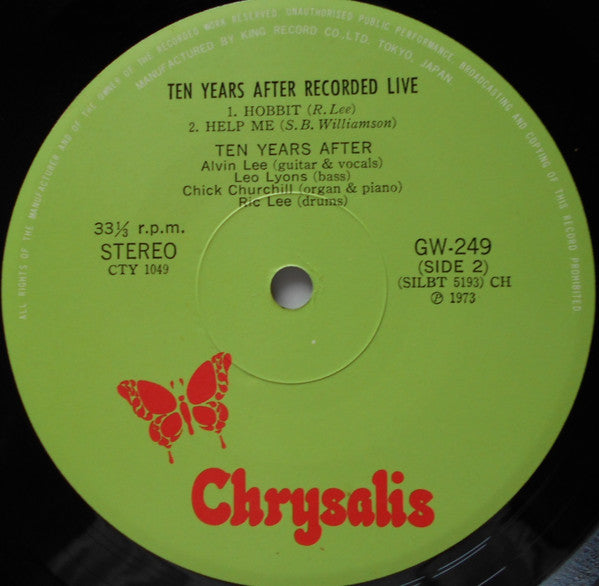 ALL RIGHTS OF THE MANUFACTURER AND OF THE OWNER OF THE RECORDED WORK RESERVED. UNAUTHORISED PUBLIC PERFORMANCE, BROADCASTING AND COPYING OF THIS RECORD PROHIBITED.
MANUFACTURED BY KING RECORD CO., LTD. TOKYO, JAPAN
TEN YEARS AFTER RECORDED LIVE
1. HOBBIT (R. Lee)
2. HELP ME (S. B. Williamson)
TEN YEARS AFTER
Alvin Lee (guitar & vocals)
Leo Lyons (bass)
Chick Churchill (organ & piano)
Ric Lee (drums)
33⅓ r.p.m.
STEREO
CTY 1049
GW-249
(SIDE 2)
(SILBT 5193) CH
Ⓟ 1973
Chrysalis